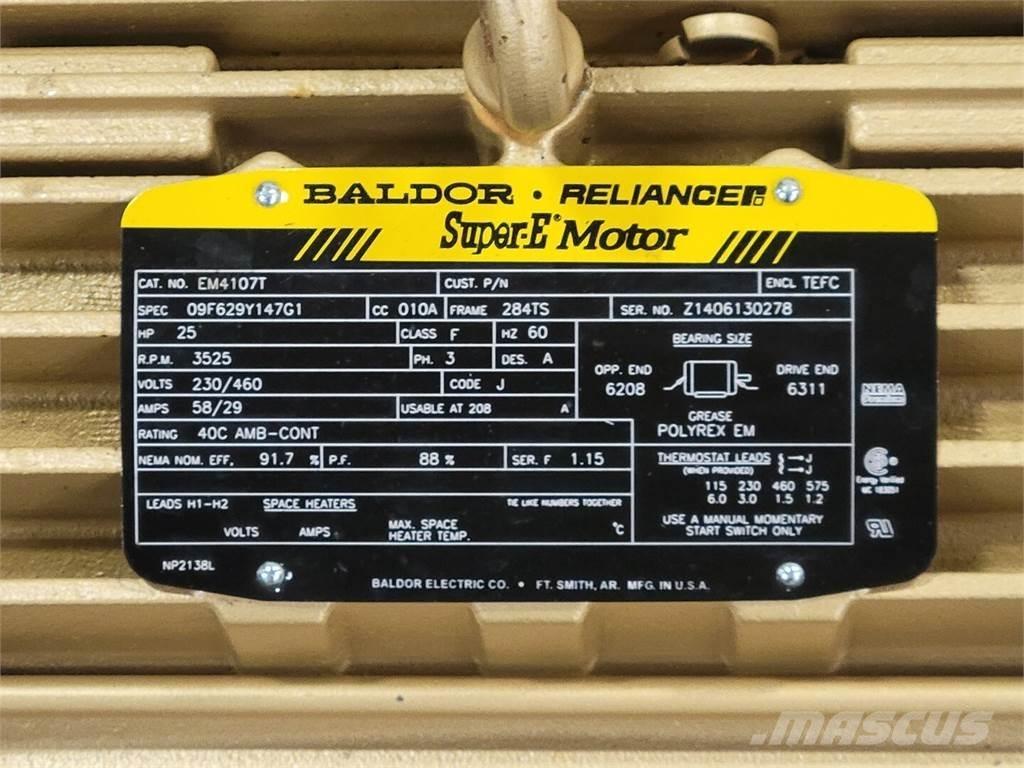 BALDOR • RELIANCE
Super-E® Motor
CAT. NO. EM4107T CUST. P/N ENCL TEFC
SPEC 09F629Y147G1 CC 010A FRAME 284TS SER. NO. Z1406130278
HP 25 CLASS F HZ 60
R.P.M. 3525 PH. 3 DES. A
VOLTS 230/460 CODE J
AMPS 58/29 USABLE AT 208 A
RATING 40C AMB-CONT
NEMA NOM. EFF. 91.7 % P.F. 88 % SER. F 1.15
LEADS H1-H2 SPACE HEATERS TIE LIKE NUMBERS TOGETHER
VOLTS AMPS MAX. SPACE HEATER TEMP. °C
BEARING SIZE
OPP. END DRIVE END
6208 6311
GREASE
POLYREX EM
THERMOSTAT LEADS J
(WHEN PROVIDED) J
115 230 460 575
6.0 3.0 1.5 1.2
USE A MANUAL MOMENTARY
START SWITCH ONLY
NEMA
Premium
Energy Verified
NP2138L
BALDOR ELECTRIC CO. • FT. SMITH, AR. MFG. IN U.S.A.
MASCUS